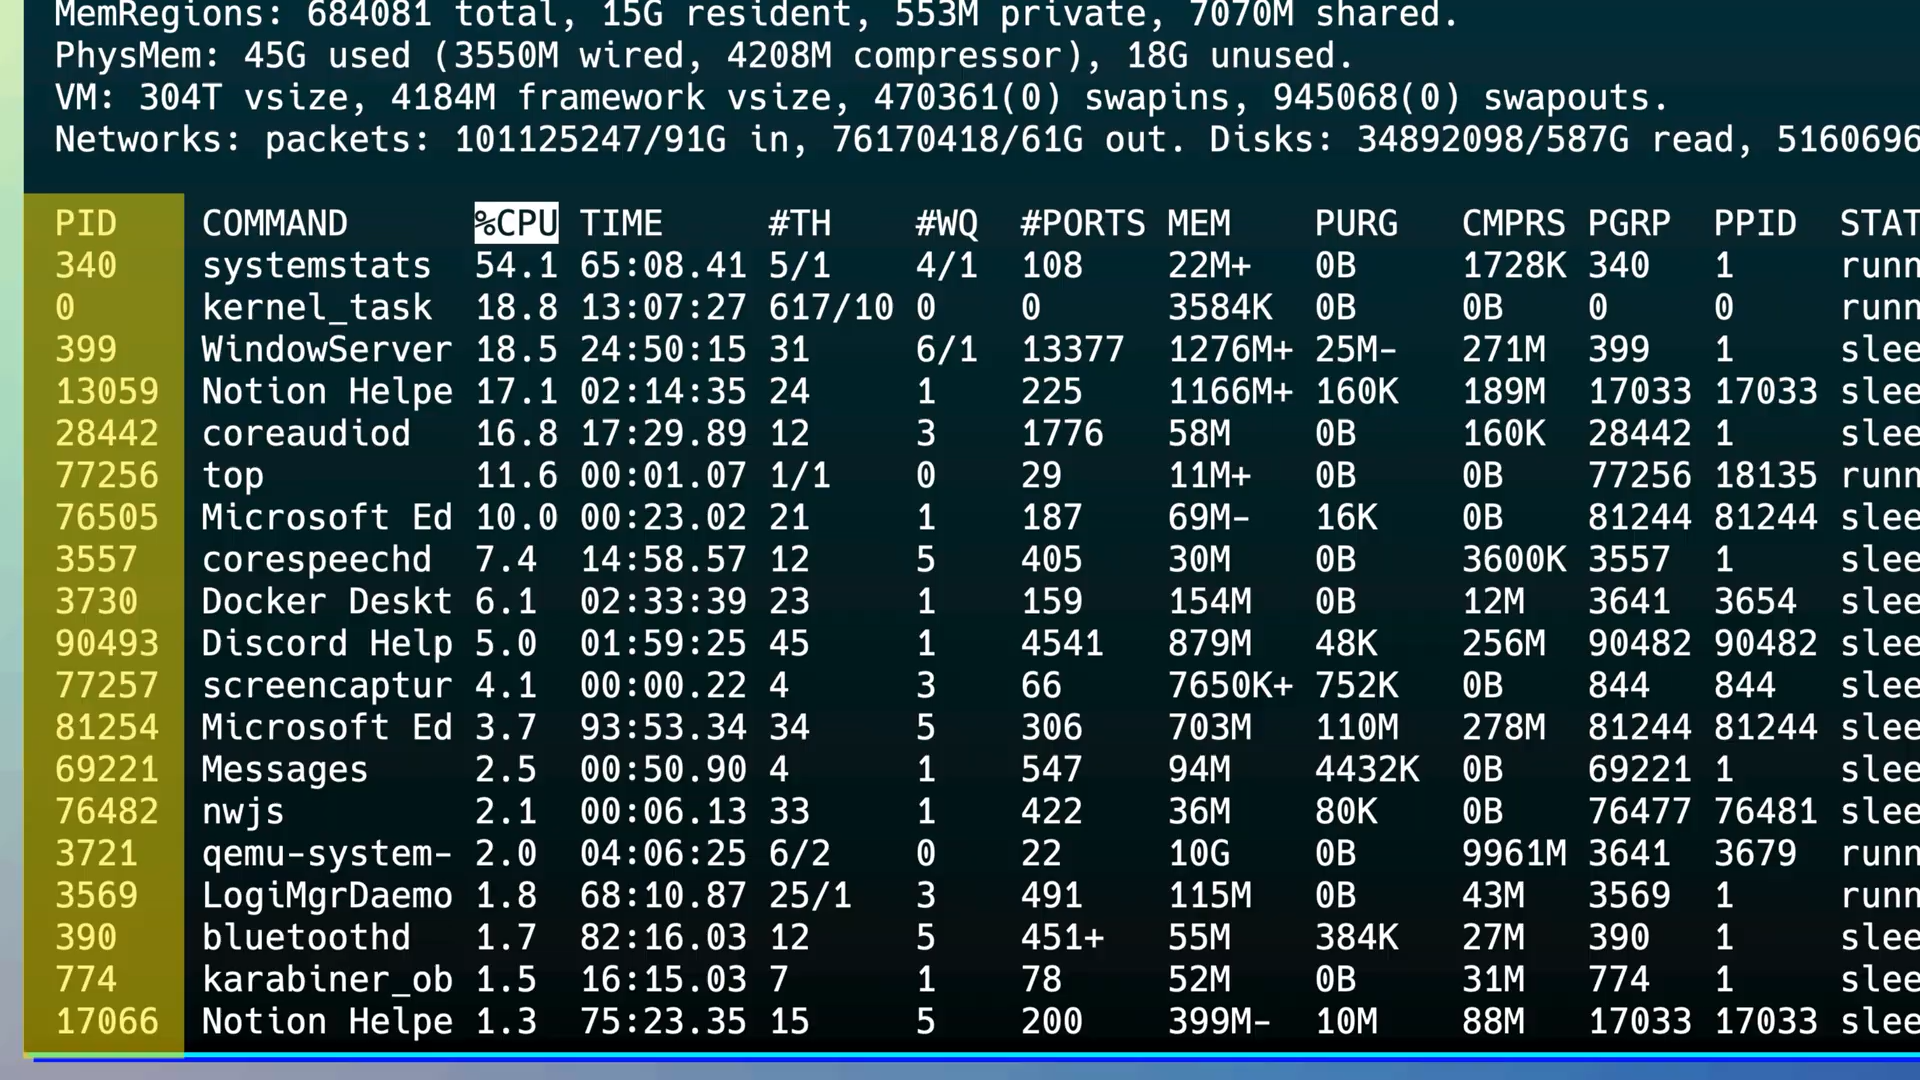 MemRegions: 684081 total, 15G resident, 553M private, 7070M shared.
PhysMem: 45G used (3550M wired, 4208M compressor), 18G unused.
VM: 304T vsize, 4184M framework vsize, 470361(0) swapins, 945068(0) swapouts.
Networks: packets: 101125247/91G in, 76170418/61G out. Disks: 34892098/587G read, 5160696
PID COMMAND %CPU TIME #TH #WQ #PORTS MEM PURG CMPRS PGRP PPID STAT
340 systemstats 54.1 65:08.41 5/1 4/1 108 22M+ 0B 1728K 340 1 runn
0 kernel_task 18.8 13:07:27 617/10 0 0 3584K 0B 0B 0 0 runn
399 WindowServer 18.5 24:50:15 31 6/1 13377 1276M+ 25M- 271M 399 1 slee
13059 Notion Helpe 17.1 02:14:35 24 1 225 1166M+ 160K 189M 17033 17033 slee
28442 coreaudiod 16.8 17:29.89 12 3 1776 58M 0B 160K 28442 1 slee
77256 top 11.6 00:01.07 1/1 0 29 11M+ 0B 0B 77256 18135 runn
76505 Microsoft Ed 10.0 00:23.02 21 1 187 69M- 16K 0B 81244 81244 slee
3557 corespeechd 7.4 14:58.57 12 5 405 30M 0B 3600K 3557 1 slee
3730 Docker Deskt 6.1 02:33:39 23 1 159 154M 0B 12M 3641 3654 slee
90493 Discord Help 5.0 01:59:25 45 1 4541 879M 48K 256M 90482 90482 slee
77257 screencaptur 4.1 00:00.22 4 3 66 7650K+ 752K 0B 844 844 slee
81254 Microsoft Ed 3.7 93:53.34 34 5 306 703M 110M 278M 81244 81244 slee
69221 Messages 2.5 00:50.90 4 1 547 94M 4432K 0B 69221 1 slee
76482 nwjs 2.1 00:06.13 33 1 422 36M 80K 0B 76477 76481 slee
3721 qemu-system- 2.0 04:06:25 6/2 0 22 10G 0B 9961M 3641 3679 runn
3569 LogiMgrDaemo 1.8 68:10.87 25/1 3 491 115M 0B 43M 3569 1 runn
390 bluetoothd 1.7 82:16.03 12 5 451+ 55M 384K 27M 390 1 slee
774 karabiner_ob 1.5 16:15.03 7 1 78 52M 0B 31M 774 1 slee
17066 Notion Helpe 1.3 75:23.35 15 5 200 399M- 10M 88M 17033 17033 slee